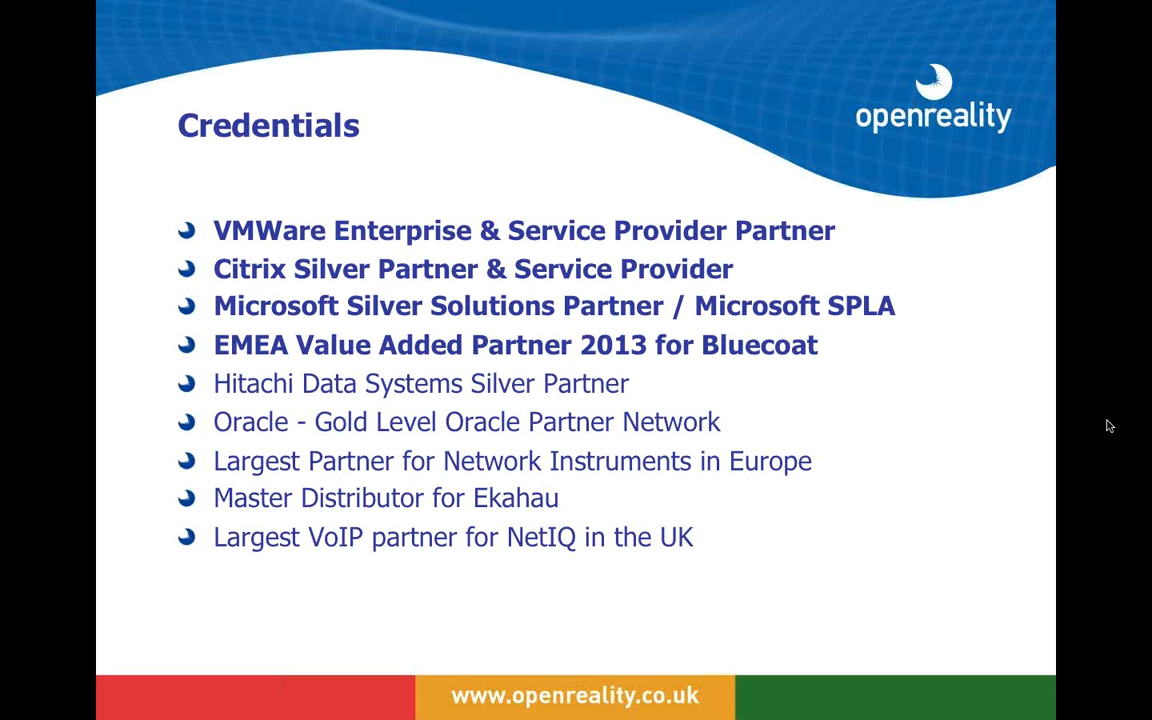 openreality
Credentials
VMWare Enterprise & Service Provider Partner
Citrix Silver Partner & Service Provider
Microsoft Silver Solutions Partner / Microsoft SPLA
EMEA Value Added Partner 2013 for Bluecoat
Hitachi Data Systems Silver Partner
Oracle - Gold Level Oracle Partner Network
Largest Partner for Network Instruments in Europe
Master Distributor for Ekahau
Largest VoIP partner for NetIQ in the UK
www.openreality.co.uk